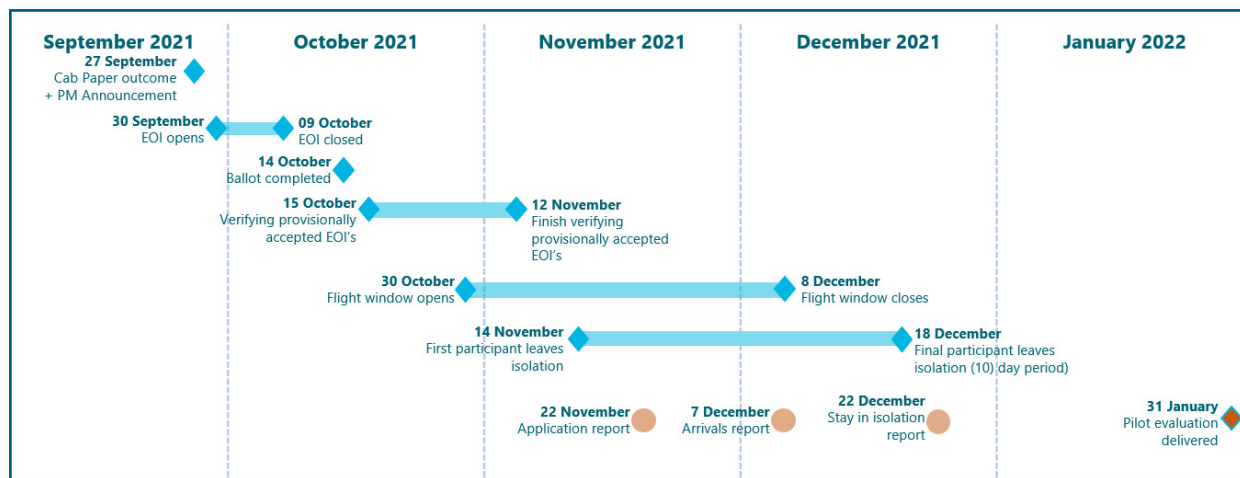 September 2021
October 2021
November 2021
December 2021
January 2022
27 September
Cab Paper outcome
+ PM Announcement
30 September
EOI opens
09 October
EOI closed
14 October
Ballot completed
15 October
Verifying provisionally
accepted EOI's
12 November
Finish verifying
provisionally accepted
EOI's
30 October
Flight window opens
8 December
Flight window closes
14 November
First participant leaves
isolation
18 December
Final participant leaves
isolation (10) day period)
22 November
Application report
7 December
Arrivals report
22 December
Stay in isolation
report
31 January
Pilot evaluation
delivered